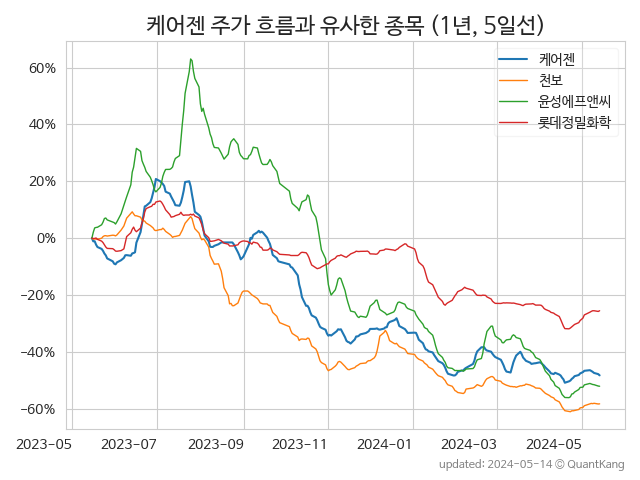 케어젠 주가 흐름과 유사한 종목 (1년, 5일선)
케어젠
천보
윤성에프앤씨
롯데정밀화학
60%
40%
20%
0%
−20%
−40%
−60%
2023-05 2023-07 2023-09 2023-11 2024-01 2024-03 2024-05
updated: 2024-05-14 © QuantKang